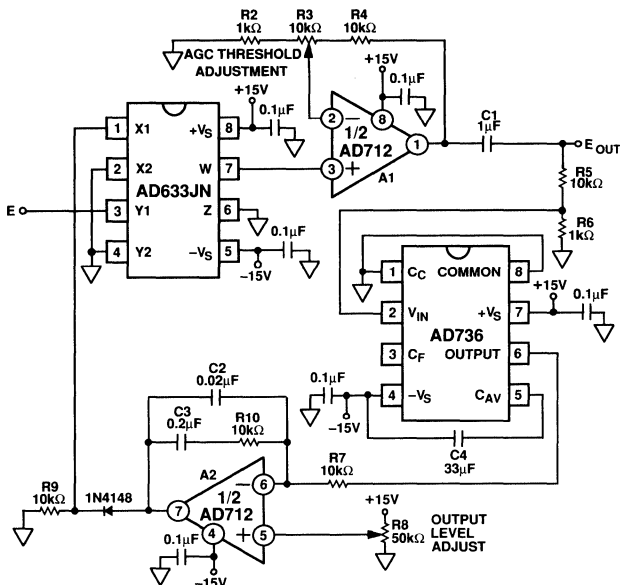 R2
1kΩ
R3
10kΩ
R4
10kΩ
AGC THRESHOLD
ADJUSTMENT
+15V
0.1μF
+15V
0.1μF
1 X1
2 X2
3 Y1
4 Y2
+VS 8
W 7
Z 6
–VS 5
AD633JN
E
0.1μF
–15V
2 –
3 +
8
1
1/2
AD712
A1
C1
1μF
E OUT
R5
10kΩ
R6
1kΩ
1 CC
2 VIN
3 CF
4 –VS
COMMON 8
+VS 7
OUTPUT 6
CAV 5
AD736
+15V
0.1μF
0.1μF
–15V
C4
33μF
C2
0.02μF
C3
0.2μF
R10
10kΩ
R9
10kΩ
1N4148
A2
7
1/2
AD712
6 –
5 +
4
0.1μF
–15V
R7
10kΩ
+15V
R8
50kΩ
OUTPUT
LEVEL
ADJUST